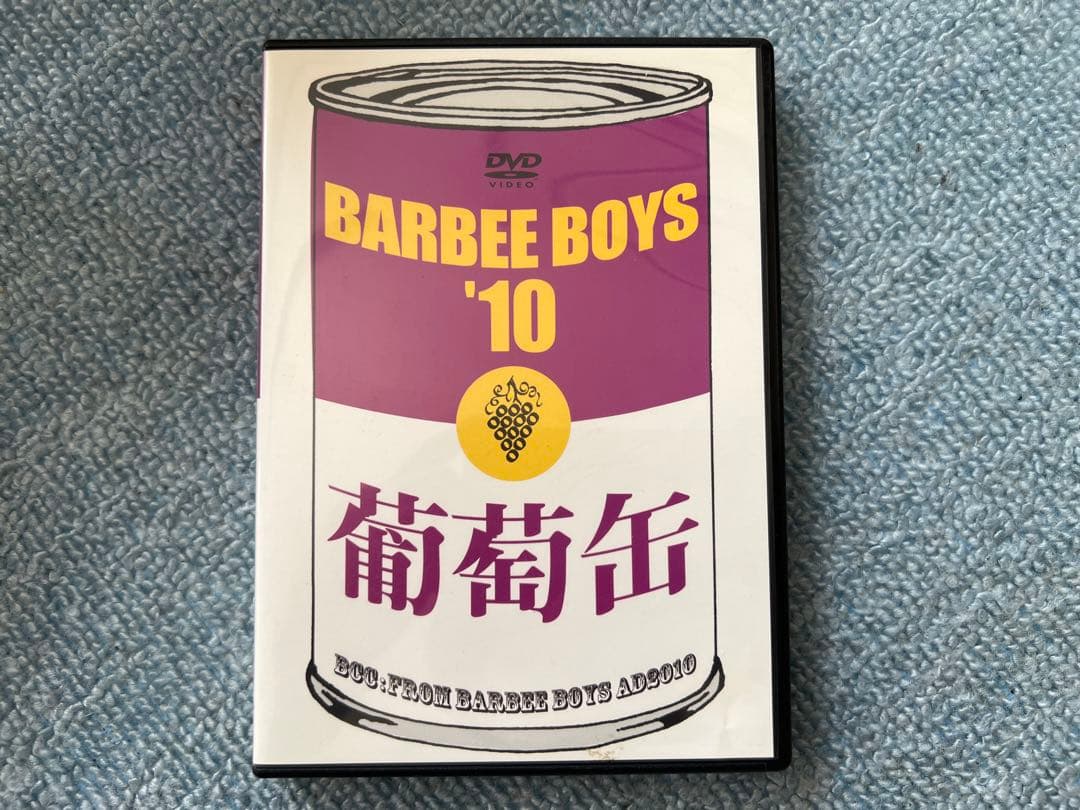 DVD
VIDEO
BARBEE BOYS
'10
葡萄缶
BCC:FROM BARBEE BOYS AD2010